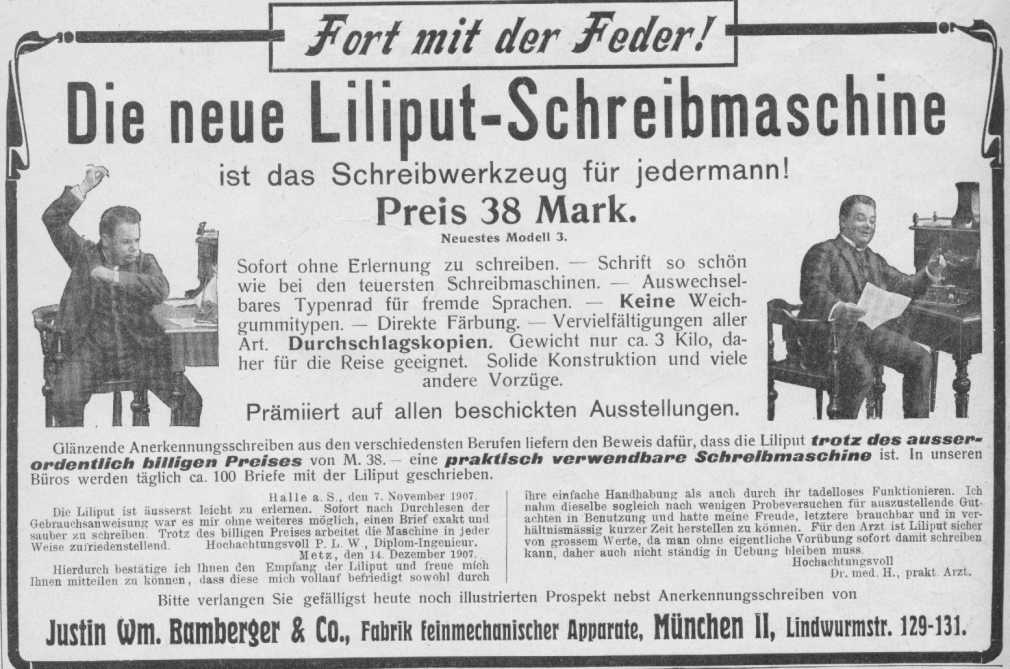 Fort mit der Feder!
Die neue Liliput-Schreibmaschine
ist das Schreibwerkzeug für jedermann!
Preis 38 Mark.
Neuestes Modell 3.
Sofort ohne Erlernung zu schreiben. — Schrift so schön
wie bei den teuersten Schreibmaschinen. — Auswechsel-
bares Typenrad für fremde Sprachen. — Keine Weich-
gummitypen. — Direkte Färbung. — Vervielfältigungen aller
Art. Durchschlagskopien. Gewicht nur ca. 3 Kilo, da-
her für die Reise geeignet. Solide Konstruktion und viele
andere Vorzüge.
Prämiiert auf allen beschickten Ausstellungen.
Glänzende Anerkennungsschreiben aus den verschiedensten Berufen liefern den Beweis dafür, dass die Liliput trotz des ausser-
ordentlich billigen Preises von M. 38.— eine praktisch verwendbare Schreibmaschine ist. In unseren
Büros werden täglich ca. 100 Briefe mit der Liliput geschrieben.
Halle a. S., den 7. November 1907.
Die Liliput ist äusserst leicht zu erlernen. Sofort nach Durchlesen der
Gebrauchsanweisung war es mir ohne weiteres möglich, einen Brief exakt und
sauber zu schreiben. Trotz des billigen Preises arbeitet die Maschine in jeder
Weise zufriedenstellend. Hochachtungsvoll P. L. W., Diplom-Ingenieur.
Metz, den 14. Dezember 1907.
Hierdurch bestätige ich Ihnen den Empfang der Liliput und freue mich
Ihnen mitteilen zu können, dass diese mich vollauf befriedigt sowohl durch
ihre einfache Handhabung als auch durch ihr tadelloses Funktionieren. Ich
nahm dieselbe sogleich nach wenigen Probeversuchen für auszustellende Gut-
achten in Benutzung und hatte meine Freude, letztere brauchbar und in ver-
hältnismässig kurzer Zeit herstellen zu können. Für den Arzt ist Liliput sicher
von grossem Werte, da man ohne eigentliche Vorübung sofort damit schreiben
kann, daher auch nicht ständig in Uebung bleiben muss.
Hochachtungsvoll
Dr. med. H., prakt. Arzt.
Bitte verlangen Sie gefälligst heute noch illustrierten Prospekt nebst Anerkennungsschreiben von
Justin Wm. Bamberger & Co., Fabrik feinmechanischer Apparate, München II, Lindwurmstr. 129-131.